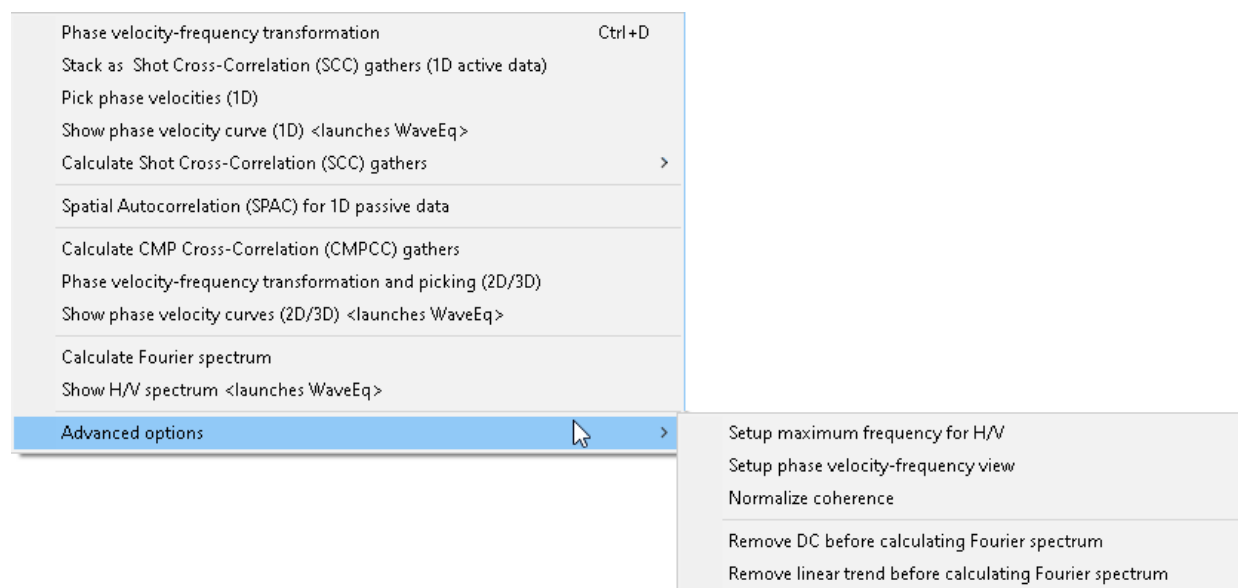 Phase velocity-frequency transformation Ctrl+D
Stack as Shot Cross-Correlation (SCC) gathers (1D active data)
Pick phase velocities (1D)
Show phase velocity curve (1D) <launches WaveEq>
Calculate Shot Cross-Correlation (SCC) gathers >
Spatial Autocorrelation (SPAC) for 1D passive data
Calculate CMP Cross-Correlation (CMPCC) gathers
Phase velocity-frequency transformation and picking (2D/3D)
Show phase velocity curves (2D/3D) <launches WaveEq>
Calculate Fourier spectrum
Show H/V spectrum <launches WaveEq>
Advanced options >
Setup maximum frequency for H/V
Setup phase velocity-frequency view
Normalize coherence
Remove DC before calculating Fourier spectrum
Remove linear trend before calculating Fourier spectrum